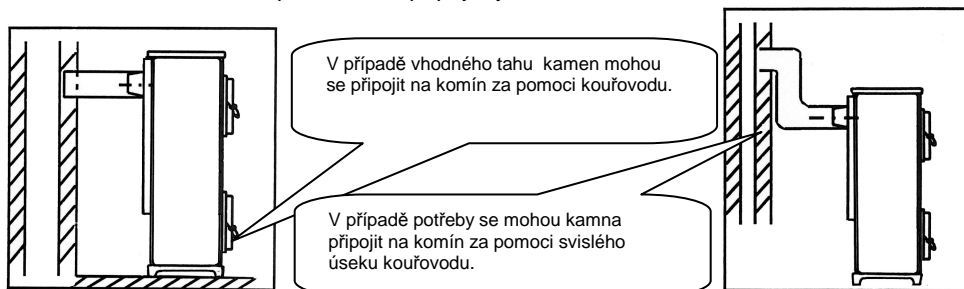 V případě vhodného tahu kamen mohou
se připojit na komín za pomoci kouřovodu.
V případě potřeby se mohou kamna
připojit na komín za pomoci svislého
úseku kouřovodu.